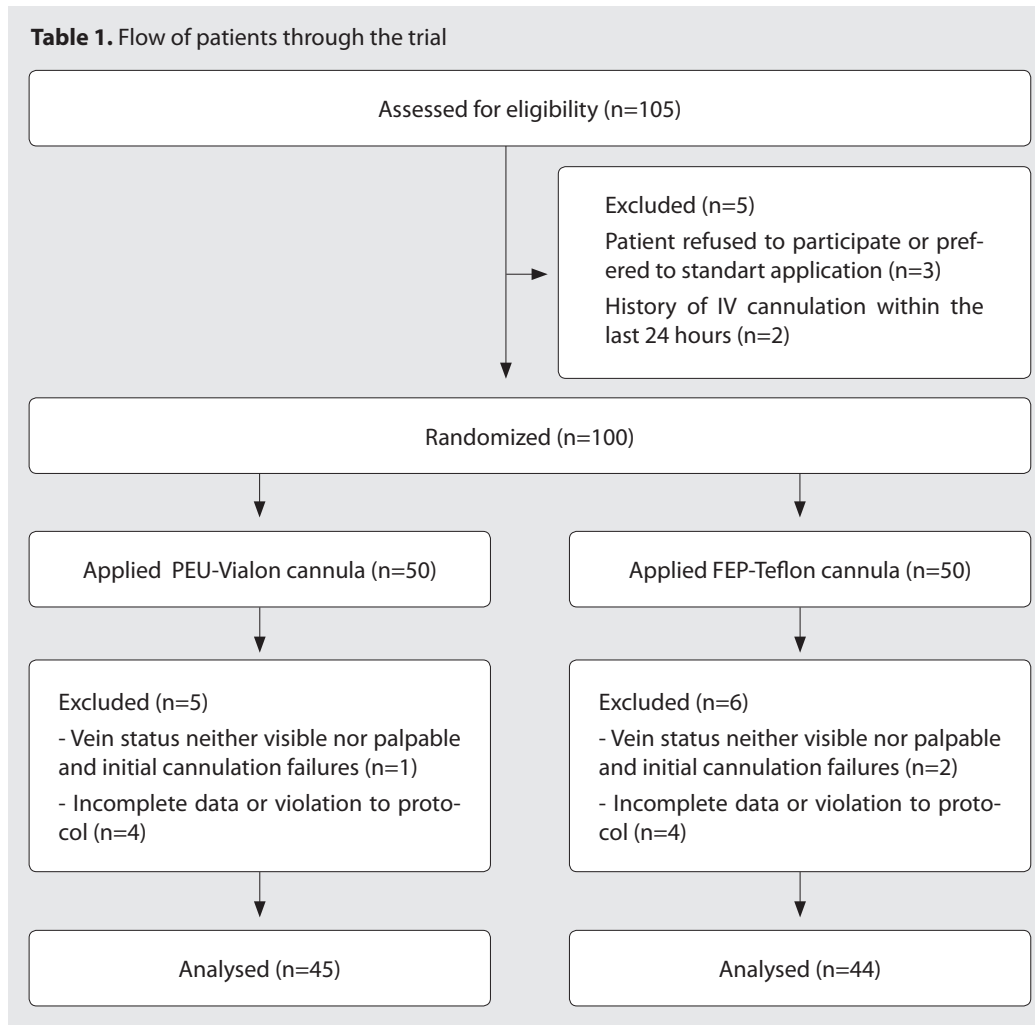 Table 1. Flow of patients through the trial
Assessed for eligibility (n=105)
Excluded (n=5)
Patient refused to participate or pref-
ered to standart application (n=3)
History of IV cannulation within the
last 24 hours (n=2)
Randomized (n=100)
Applied PEU-Vialon cannula (n=50)
Applied FEP-Teflon cannula (n=50)
Excluded (n=5)
- Vein status neither visible nor palpable
and initial cannulation failures (n=1)
- Incomplete data or violation to proto-
col (n=4)
Excluded (n=6)
- Vein status neither visible nor palpable
and initial cannulation failures (n=2)
- Incomplete data or violation to proto-
col (n=4)
Analysed (n=45)
Analysed (n=44)